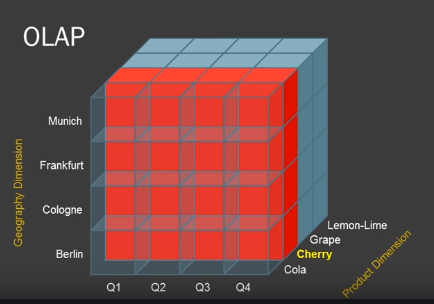 OLAP
Geography Dimension
Munich
Frankfurt
Cologne
Berlin
Q1 Q2 Q3 Q4
Lemon-Lime
Grape
Cherry
Cola
Product Dimension